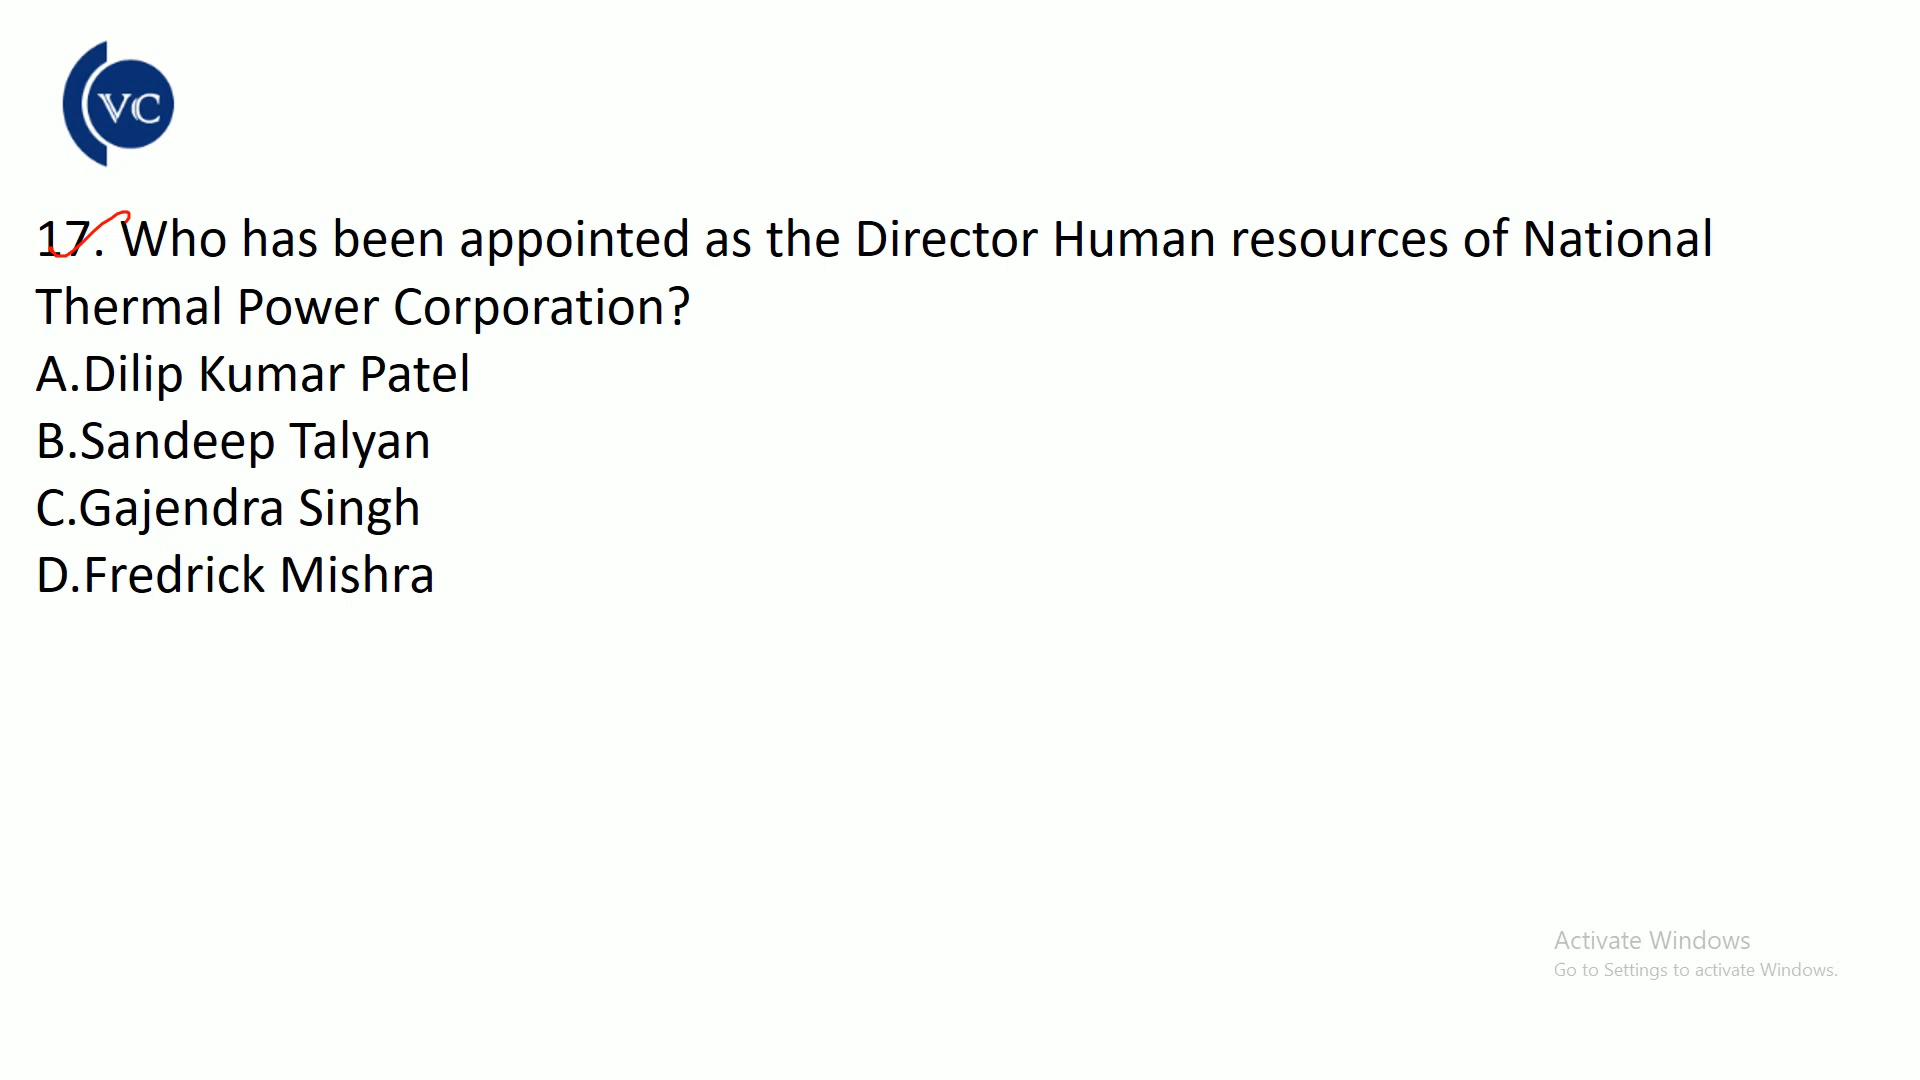 VC
17. Who has been appointed as the Director Human resources of National
Thermal Power Corporation?
A.Dilip Kumar Patel
B.Sandeep Talyan
C.Gajendra Singh
D.Fredrick Mishra
Activate Windows
Go to Settings to activate Windows.